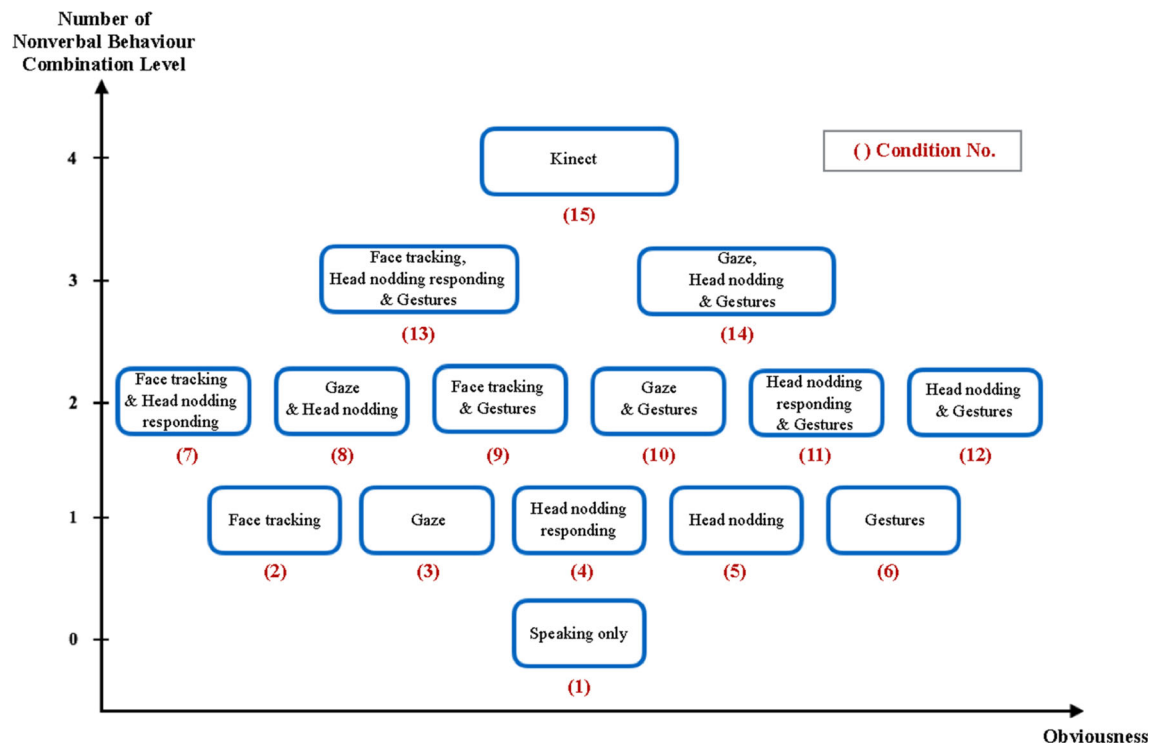 Number of
Nonverbal Behaviour
Combination Level
4
Kinect
( ) Condition No.
(15)
3
Face tracking,
Head nodding responding
& Gestures
Gaze,
Head nodding
& Gestures
(13)
(14)
2
Face tracking
& Head nodding
responding
Gaze
& Head nodding
Face tracking
& Gestures
Gaze
& Gestures
Head nodding
responding
& Gestures
Head nodding
& Gestures
(7)
(8)
(9)
(10)
(11)
(12)
1
Face tracking
Gaze
Head nodding
responding
Head nodding
Gestures
(2)
(3)
(4)
(5)
(6)
0
Speaking only
(1)
Obviousness